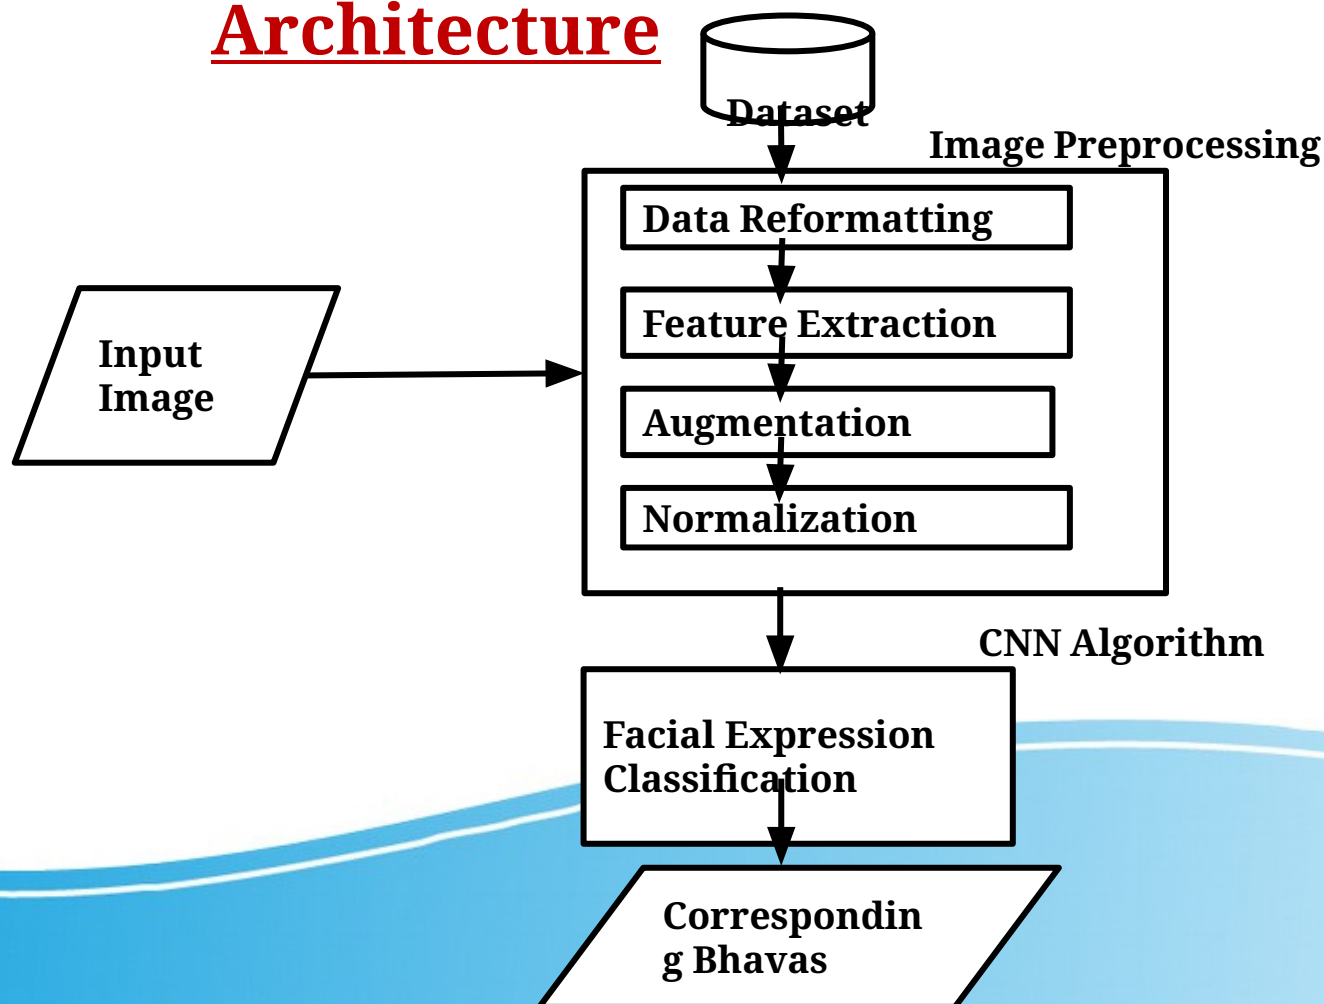 Architecture
Dataset
Image Preprocessing
Data Reformatting
Feature Extraction
Input
Image
Augmentation
Normalization
CNN Algorithm
Facial Expression
Classification
Correspondin
g Bhavas